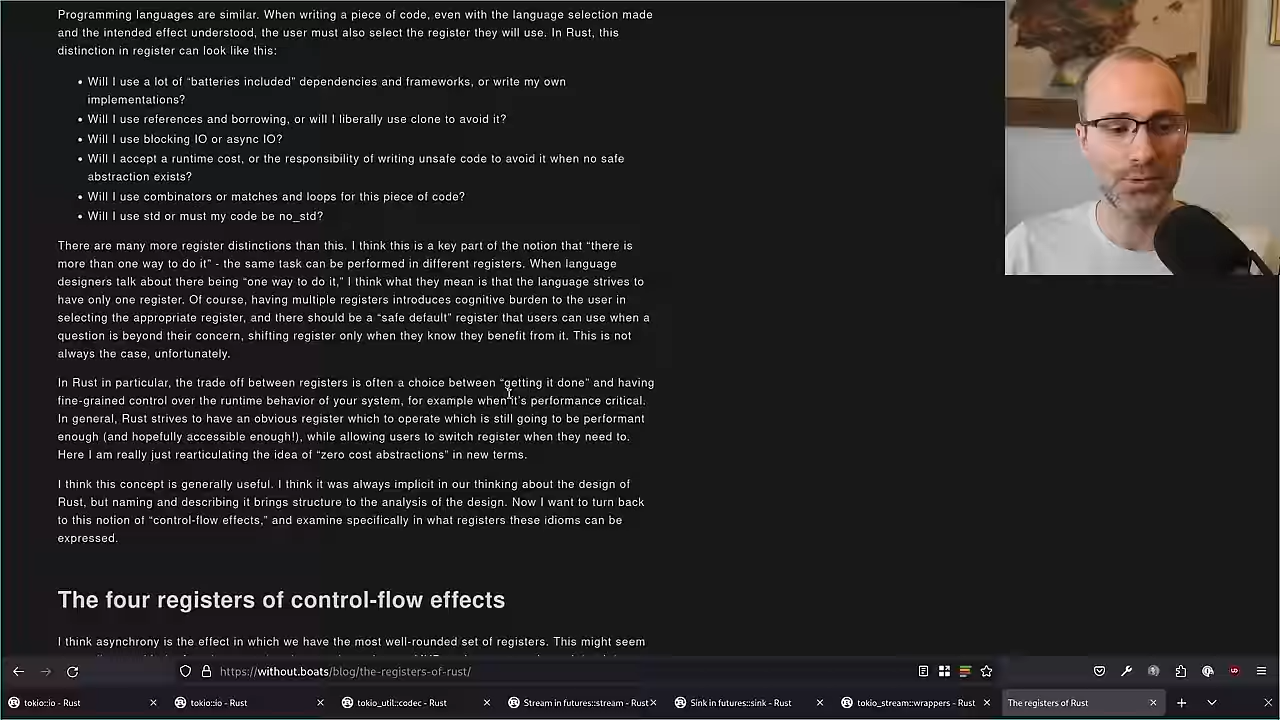 Programming languages are similar. When writing a piece of code, even with the language selection made
and the intended effect understood, the user must also select the register they will use. In Rust, this
distinction in register can look like this:
• Will I use a lot of “batteries included” dependencies and frameworks, or write my own
implementations?
• Will I use references and borrowing, or will I liberally use clone to avoid it?
• Will I use blocking IO or async IO?
• Will I accept a runtime cost, or the responsibility of writing unsafe code to avoid it when no safe
abstraction exists?
• Will I use combinators or matches and loops for this piece of code?
• Will I use std or must my code be no_std?
There are many more register distinctions than this. I think this is a key part of the notion that “there is
more than one way to do it” - the same task can be performed in different registers. When language
designers talk about there being “one way to do it,” I think what they mean is that the language strives to
have only one register. Of course, having multiple registers introduces cognitive burden to the user in
selecting the appropriate register, and there should be a “safe default” register that users can use when a
question is beyond their concern, shifting register only when they know they benefit from it. This is not
always the case, unfortunately.
In Rust in particular, the trade off between registers is often a choice between “getting it done” and having
fine-grained control over the runtime behavior of your system, for example when it’s performance critical.
In general, Rust strives to have an obvious register which to operate which is still going to be performant
enough (and hopefully accessible enough!), while allowing users to switch register when they need to.
Here I am really just rearticulating the idea of “zero cost abstractions” in new terms.
I think this concept is generally useful. I think it was always implicit in our thinking about the design of
Rust, but naming and describing it brings structure to the analysis of the design. Now I want to turn back
to this notion of “control-flow effects,” and examine specifically in what registers these idioms can be
expressed.
The four registers of control-flow effects
I think asynchrony is the effect in which we have the most well-rounded set of registers. This might seem
https://without.boats/blog/the-registers-of-rust/
tokio::io - Rust
tokio::io - Rust
tokio_util::codec - Rust
Stream in futures::stream - Rust
Sink in futures::sink - Rust
tokio_stream::wrappers - Rust
The registers of Rust